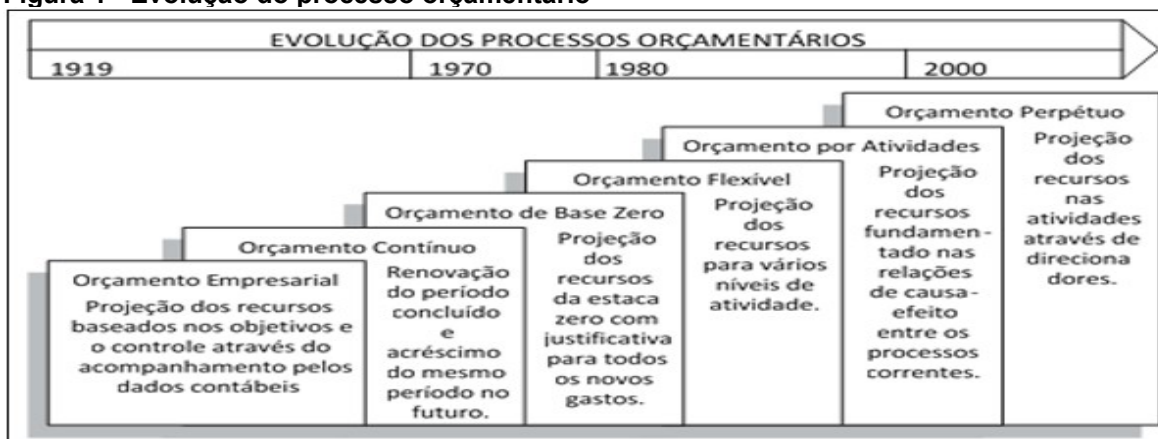 Figura 1 - Evolução do processo orçamentário
EVOLUÇÃO DOS PROCESSOS ORÇAMENTÁRIOS
1919
1970
1980
2000
Orçamento Empresarial
Projeção dos recursos
baseados nos objetivos e
o controle através do
acompanhamento pelos
dados contábeis
Orçamento Contínuo
Renovação
do período
concluído
e
acréscimo
do mesmo
período no
futuro.
Orçamento de Base Zero
Projeção
dos
recursos
da estaca
zero com
justificativa
para todos
os novos
gastos.
Orçamento Flexível
Projeção
dos
recursos
para vários
níveis de
atividade.
Orçamento por Atividades
Projeção
dos
recursos
fundamen-
tado nas
relações
de causa-
efeito
entre os
processos
correntes.
Orçamento Perpétuo
Projeção
dos
recursos
nas
atividades
através de
direciona
dores.